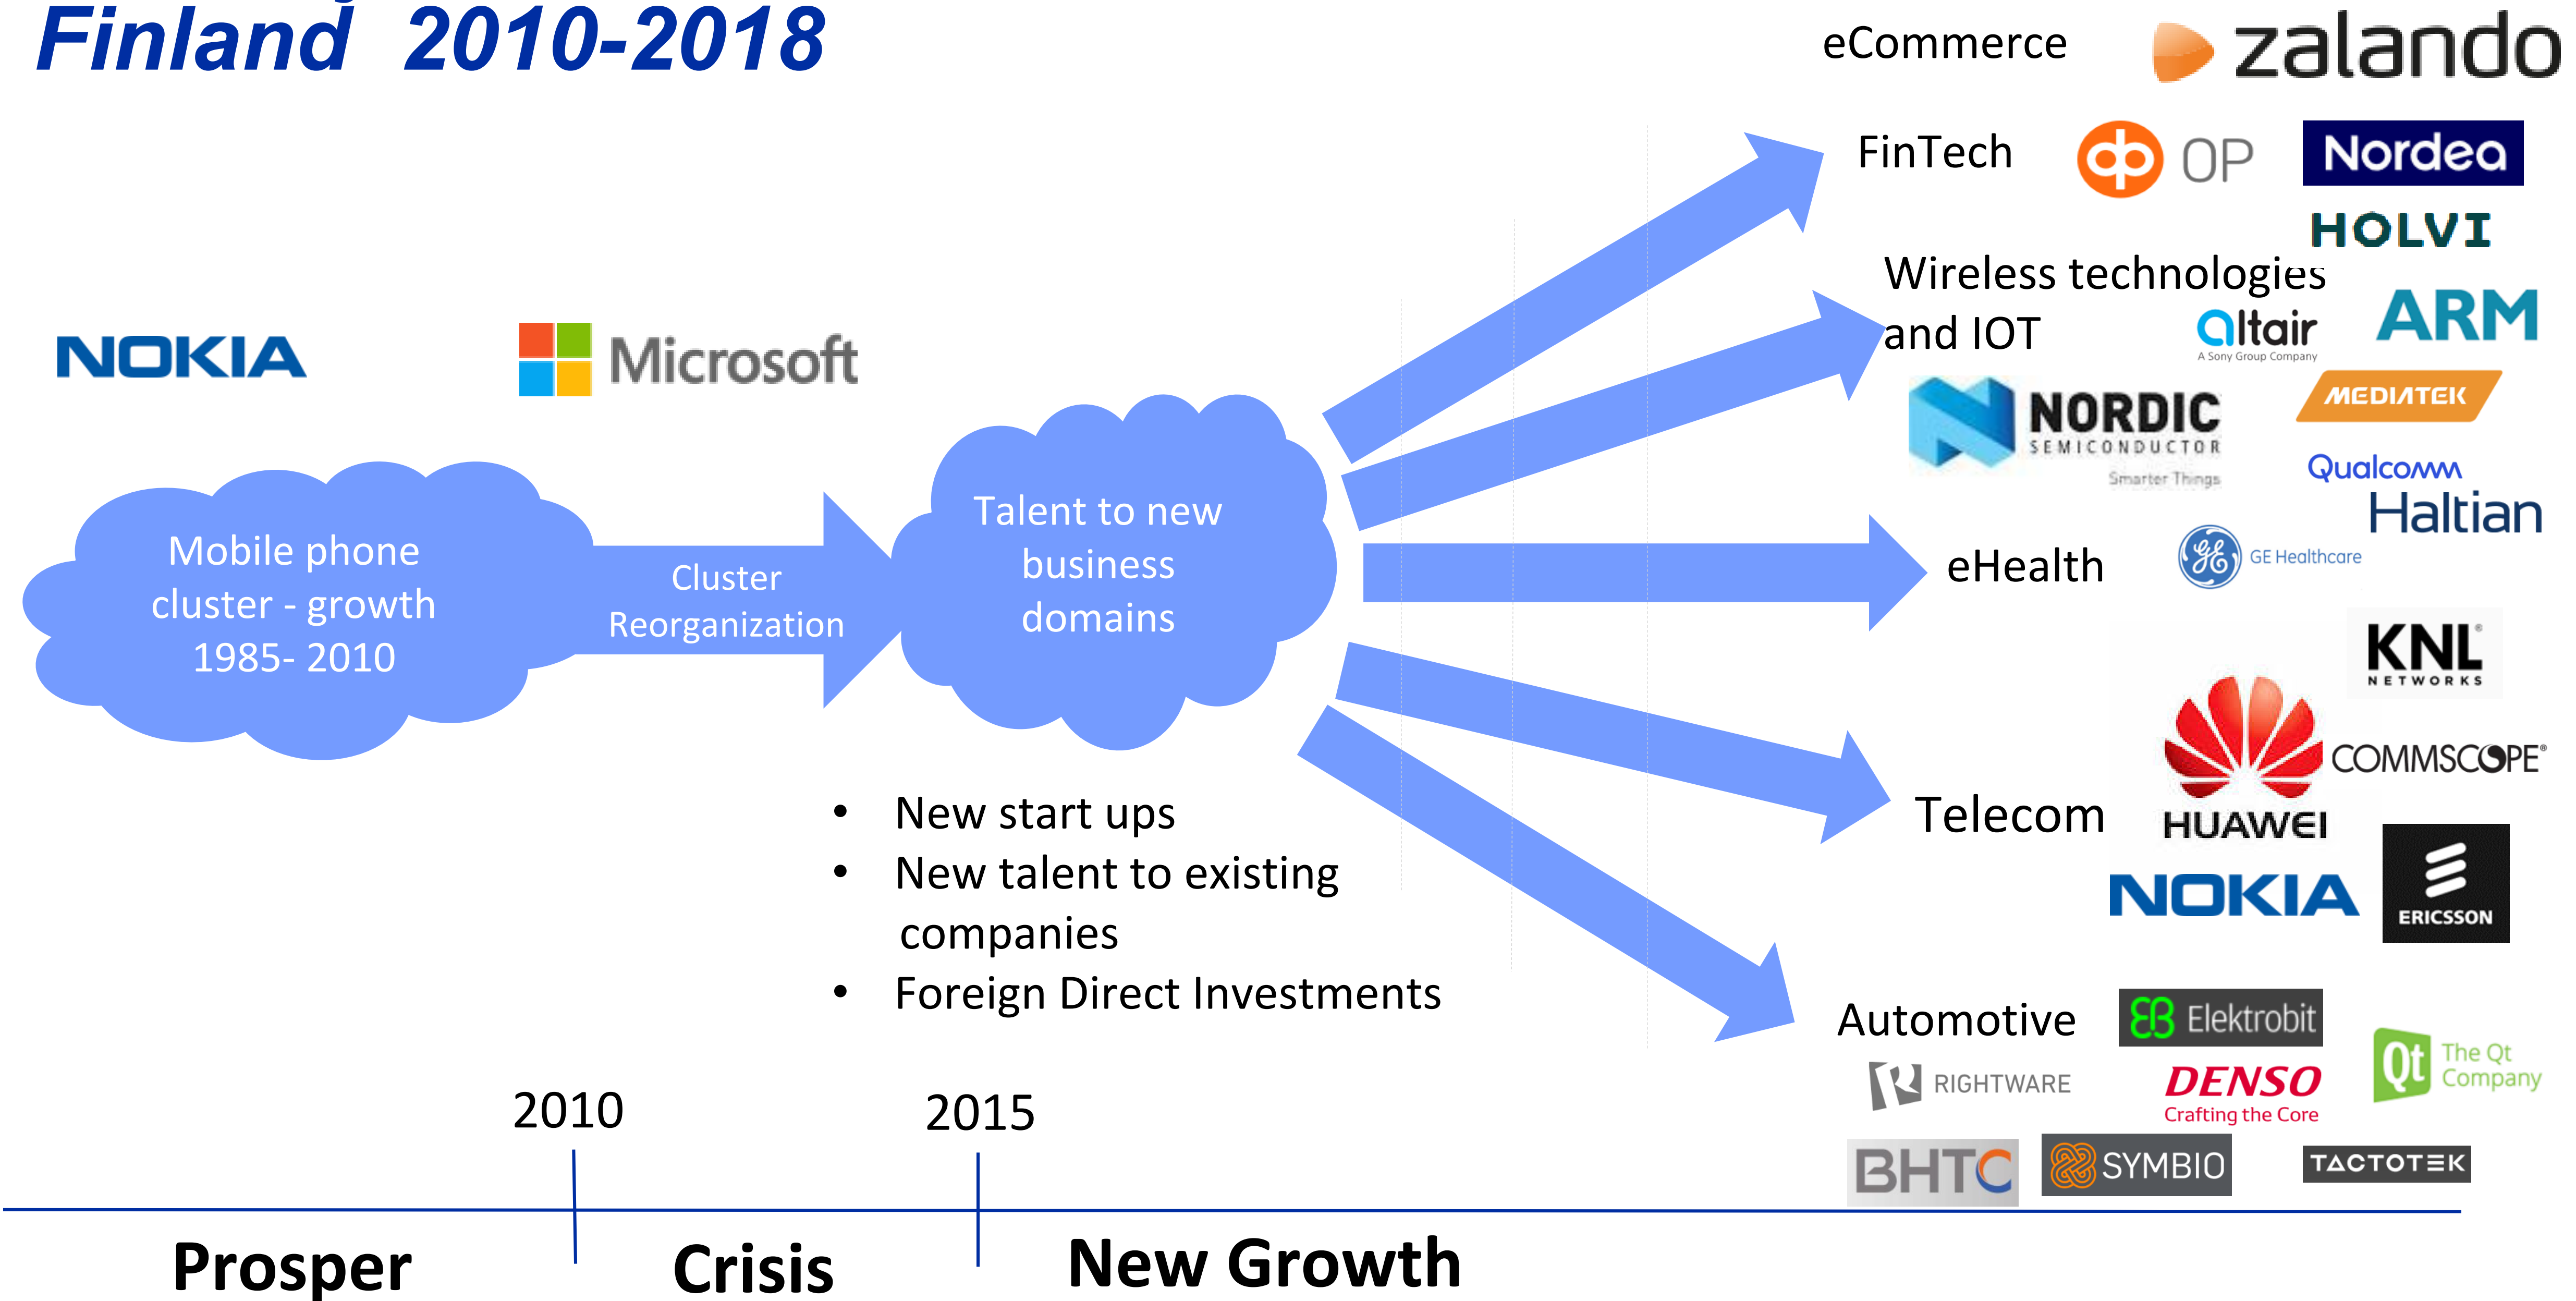 Finland 2010-2018
eCommerce
zalando
FinTech
OP
Nordea
HOLVI
Wireless technologies
and IOT
altair
A Sony Group Company
ARM
NORDIC
SEMICONDUCTOR
Smarter Things
MEDIATEK
Qualcomm
Haltian
NOKIA
Microsoft
Mobile phone
cluster - growth
1985- 2010
Cluster
Reorganization
Talent to new
business
domains
eHealth
GE
GE Healthcare
KNL
NETWORKS
HUAWEI
COMMSCOPE®
Telecom
NOKIA
ERICSSON
• New start ups
• New talent to existing
companies
• Foreign Direct Investments
Automotive
EB Elektrobit
RIGHTWARE
DENSO
Crafting the Core
Qt
The Qt
Company
BHTC
SYMBIO
TACTOTEK
2010
2015
Prosper
Crisis
New Growth